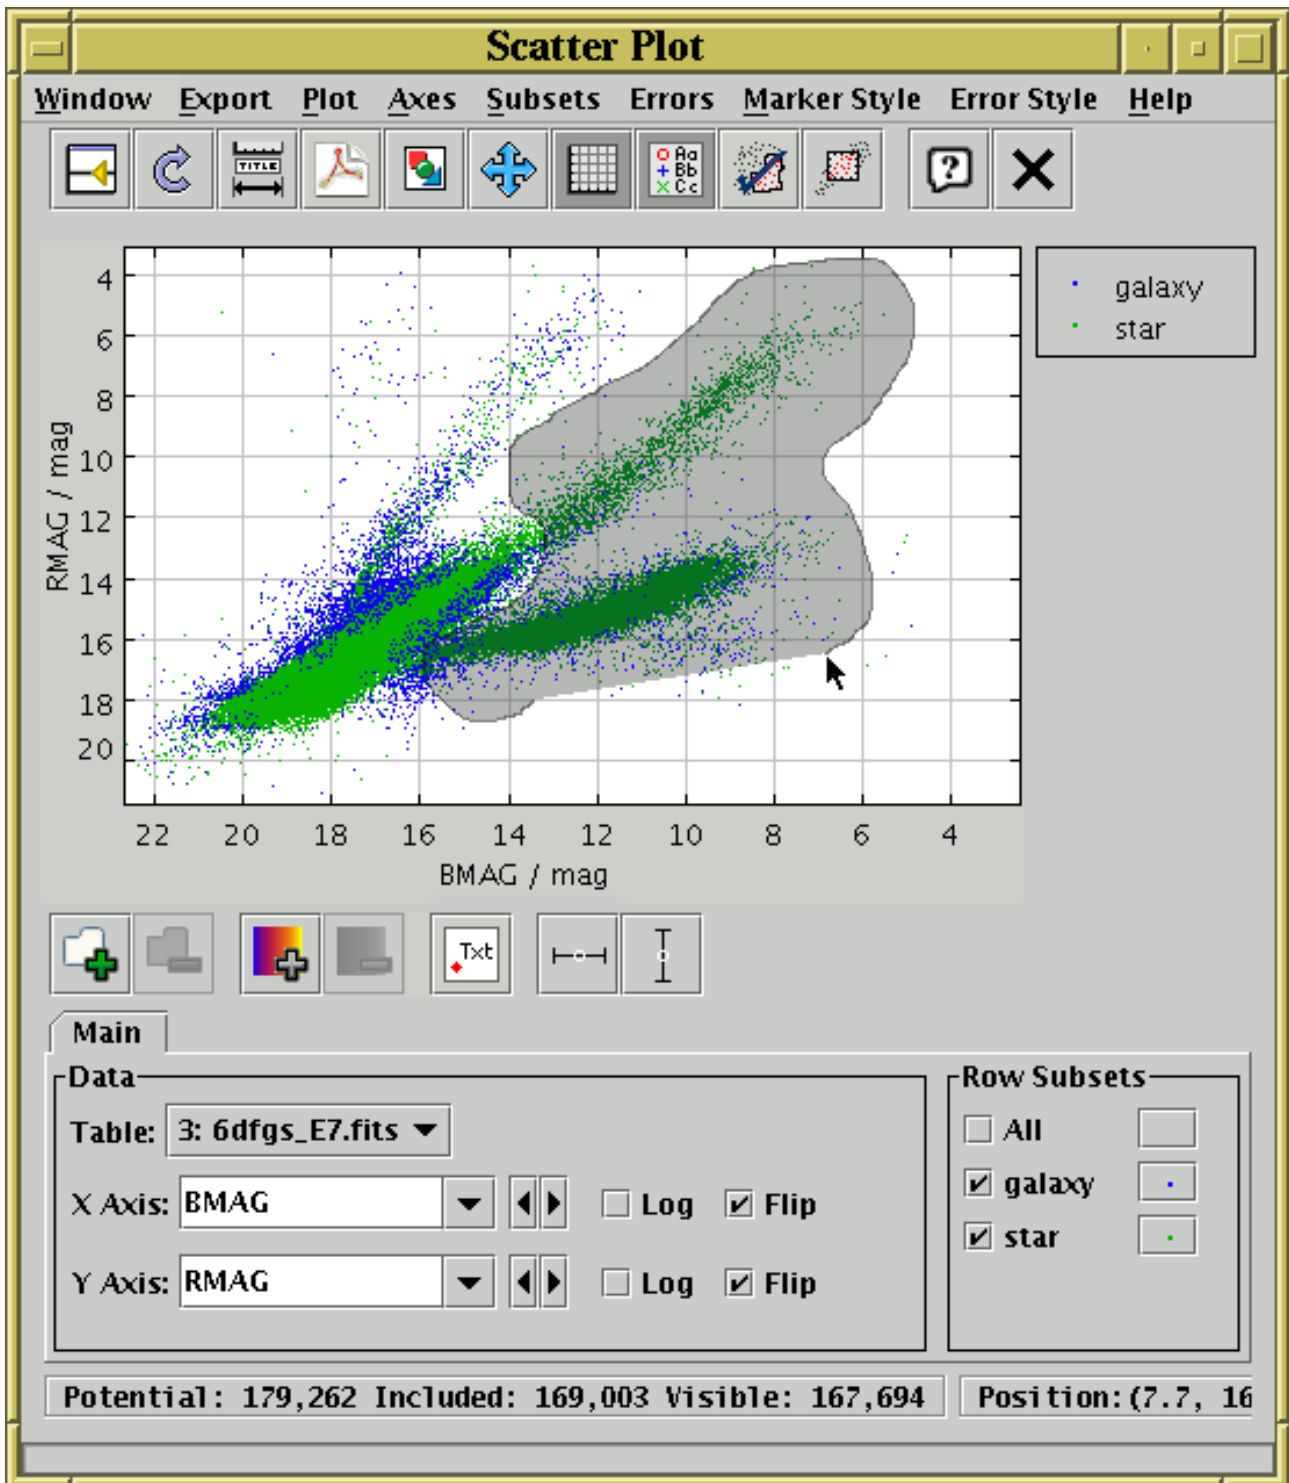 Scatter Plot
Window Export Plot Axes Subsets Errors Marker Style Error Style Help
TITLE
Aa
Bb
Cc
?
galaxy
star
4
6
8
10
12
14
16
18
20
RMAG / mag
22 20 18 16 14 12 10 8 6 4
BMAG / mag
Txt
Main
Data
Table: 3: 6dfgs_E7.fits
X Axis: BMAG Log Flip
Y Axis: RMAG Log Flip
Row Subsets
All
galaxy
star
Potential: 179,262 Included: 169,003 Visible: 167,694
Position: (7.7, 16